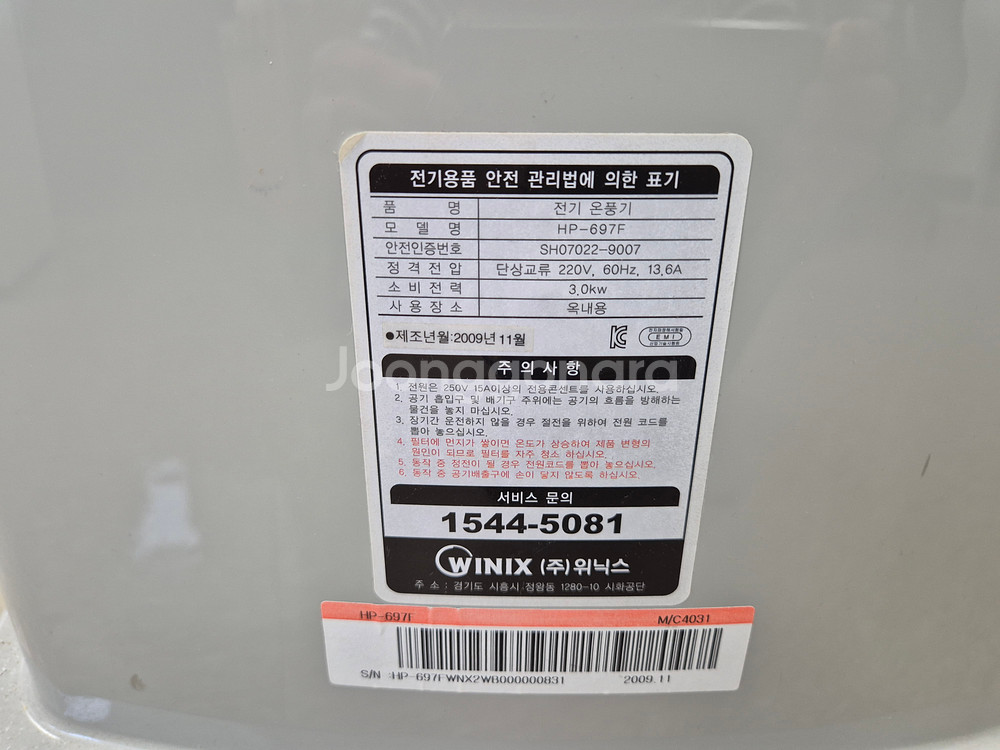 전기용품 안전 관리법에 의한 표기
품 명 전기 온풍기
모 델 명 HP-697F
안전인증번호 SH07022-9007
정 격 전 압 단상교류 220V, 60Hz, 13.6A
소 비 전 력 3.0kw
사 용 장 소 옥내용
●제조년월:2009년 11월
EMI
주 의 사 항
Joonggonara
1. 전원은 250V 15A이상의 전용콘센트를 사용하십시오.
2. 공기 흡입구 및 배기구 주위에는 공기의 흐름을 방해하는
물건을 놓지 마십시오.
3. 장기간 운전하지 않을 경우 절전을 위하여 전원 코드를
뽑아 놓으십시오.
4. 필터에 먼지가 쌓이면 온도가 상승하여 제품 변형의
원인이 되므로 필터를 자주 청소 하십시오.
5. 동작 중 정전이 될 경우 전원코드를 뽑아 놓으십시오.
6. 동작 중 공기배출구에 손이 닿지 않도록 하십시오.
서비스 문의
1544-5081
WINIX (주)위닉스
주 소 : 경기도 시흥시 정왕동 1280-10 시화공단
HP-697F M/C4031
S/N :HP-697FWNX2WB000000831 2009.11